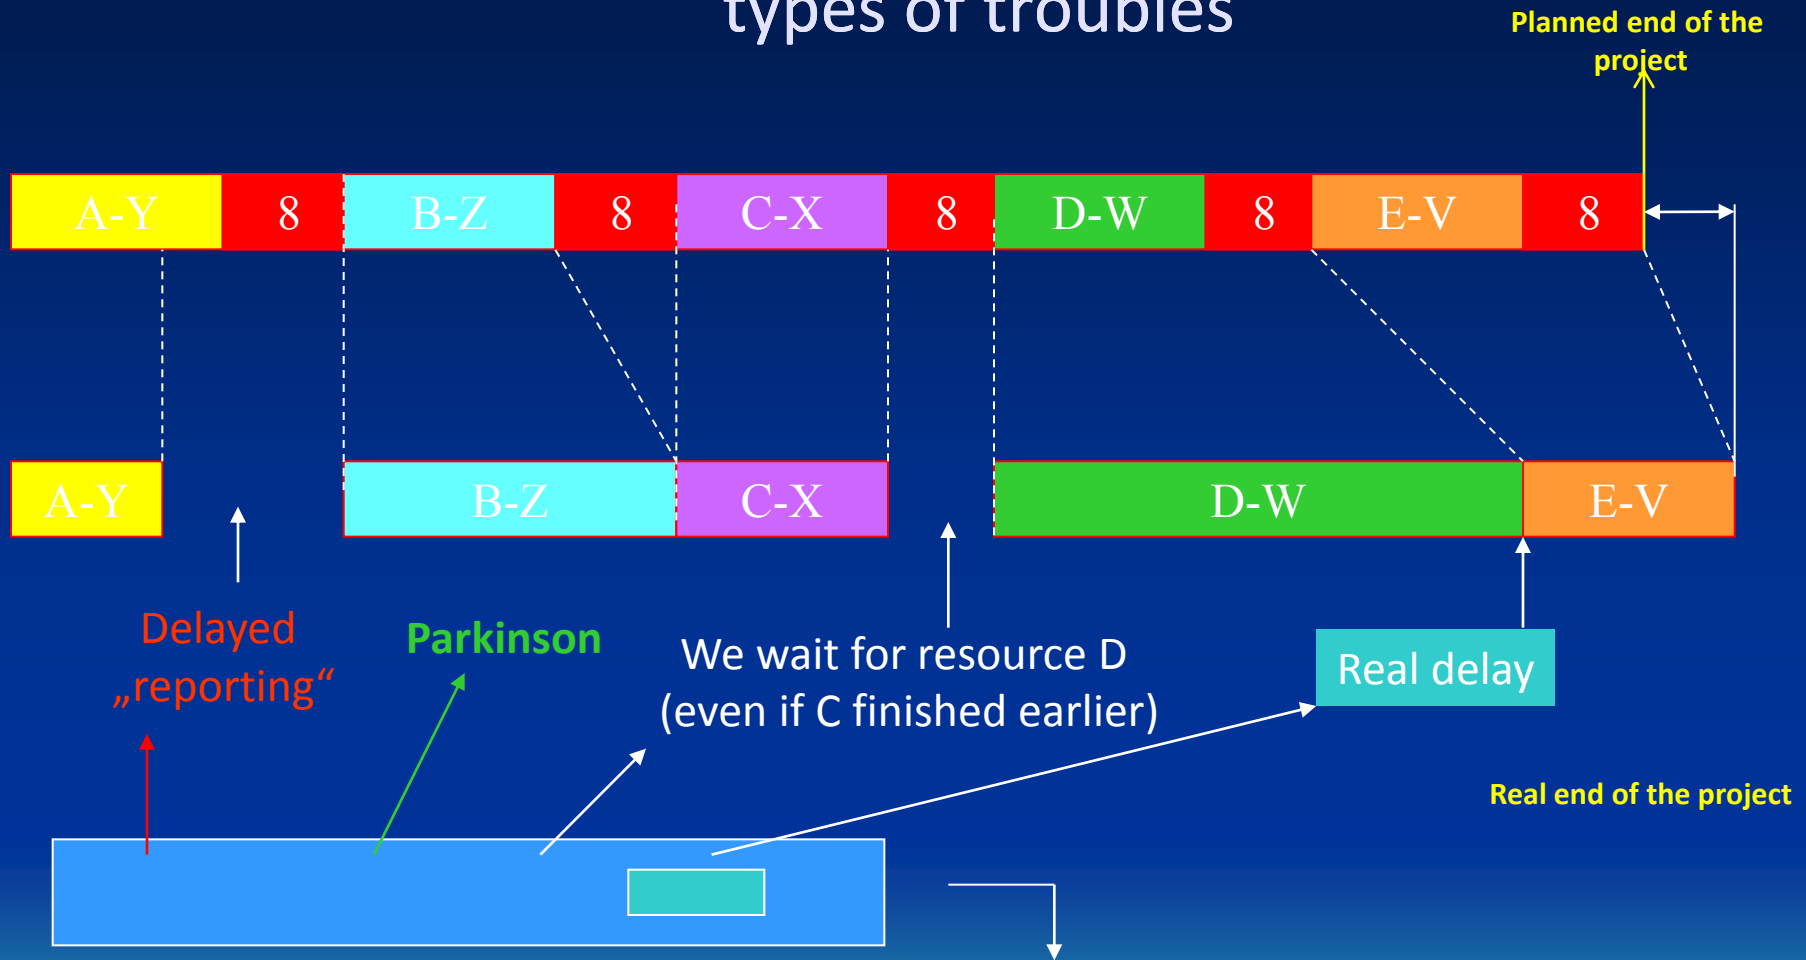 types of troubles
Planned end of the
project
A-Y 8 B-Z 8 C-X 8 D-W 8 E-V 8
A-Y B-Z C-X D-W E-V
Delayed
„reporting“
Parkinson
We wait for resource D
(even if C finished earlier)
Real delay
Real end of the project